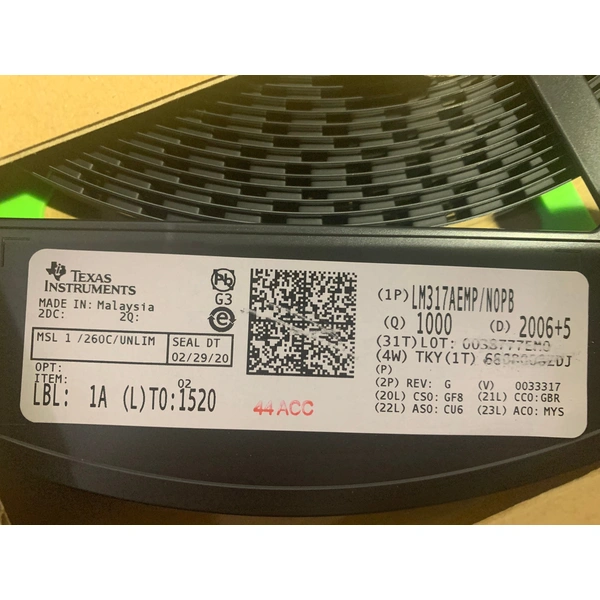 TEXAS
INSTRUMENTS
MADE IN: Malaysia
2DC: 2Q:
MSL 1 /260C/UNLIM
SEAL DT
02/29/20
OPT:
ITEM:
02
LBL: 1A (L)TO:1520
Pb
G3
e
44 ACC
(1P) LM317AEMP/NOPB
(Q) 1000 (D) 2006+5
(31T)LOT:
(4W) TKY(1T)
(P)
(2P) REV: G (V) 0033317
(20L) CSO: GF8 (21L) CCO:GBR
(22L) ASO: CU6 (23L) ACO: MYS